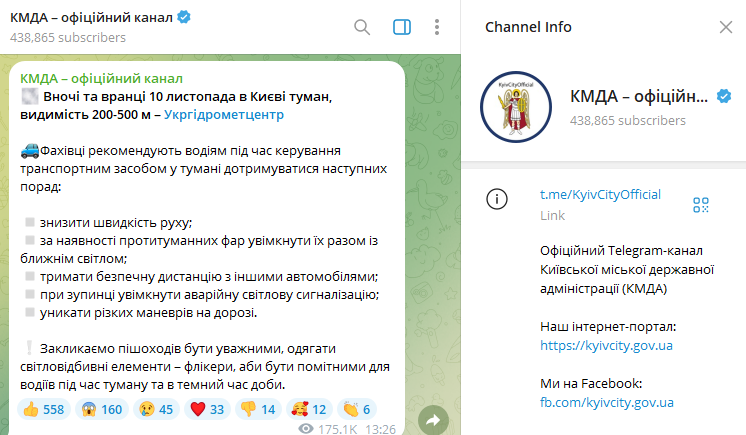 КМДА – офіційний канал
438,865 subscribers
КМДА – офіційний канал
Вночі та вранці 10 листопада в Києві туман,
видимість 200-500 м – Укргідрометцентр
Фахівці рекомендують водіям під час керування
транспортним засобом у тумані дотримуватися наступних
порад:
знизити швидкість руху;
за наявності протитуманних фар увімкнути їх разом із
ближнім світлом;
тримати безпечну дистанцію з іншими автомобілями;
при зупинці увімкнути аварійну світлову сигналізацію;
уникати різких маневрів на дорозі.
❕ Закликаємо пішоходів бути уважними, одягати
світловідбивні елементи – флікери, аби бути помітними для
водіїв під час туману та в темний час доби.
558 160 45 33 14 12 6
175.1K 13:26
Channel Info
KyivCityOfficial
КМДА – офіційн...
438,865 subscribers
t.me/KyivCityOfficial
Link
Офіційний Telegram-канал
Київської міської державної
адміністрації (КМДА)
Наш інтернет-портал:
https://kyivcity.gov.ua
Ми на Facebook:
fb.com/kyivcity.gov.ua